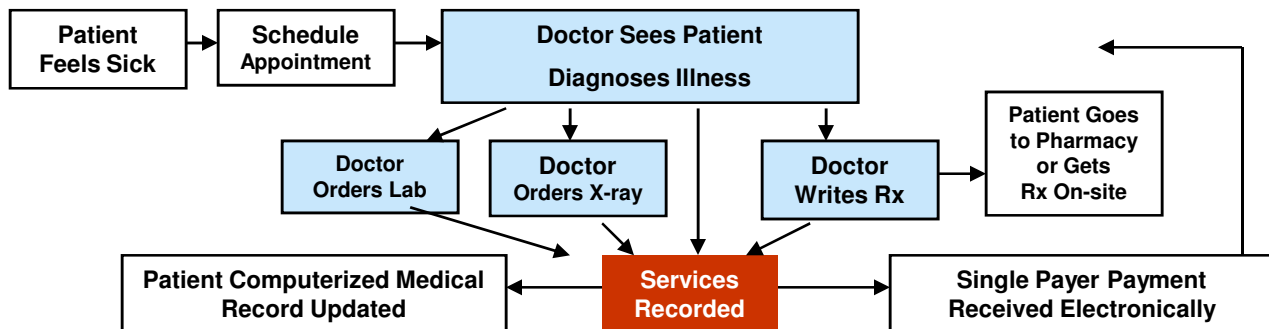 Patient
Feels Sick
Schedule
Appointment
Doctor Sees Patient
Diagnoses Illness
Patient Goes
to Pharmacy
or Gets
Rx On-site
Doctor
Orders Lab
Doctor
Orders X-ray
Doctor
Writes Rx
Patient Computerized Medical
Record Updated
Services
Recorded
Single Payer Payment
Received Electronically